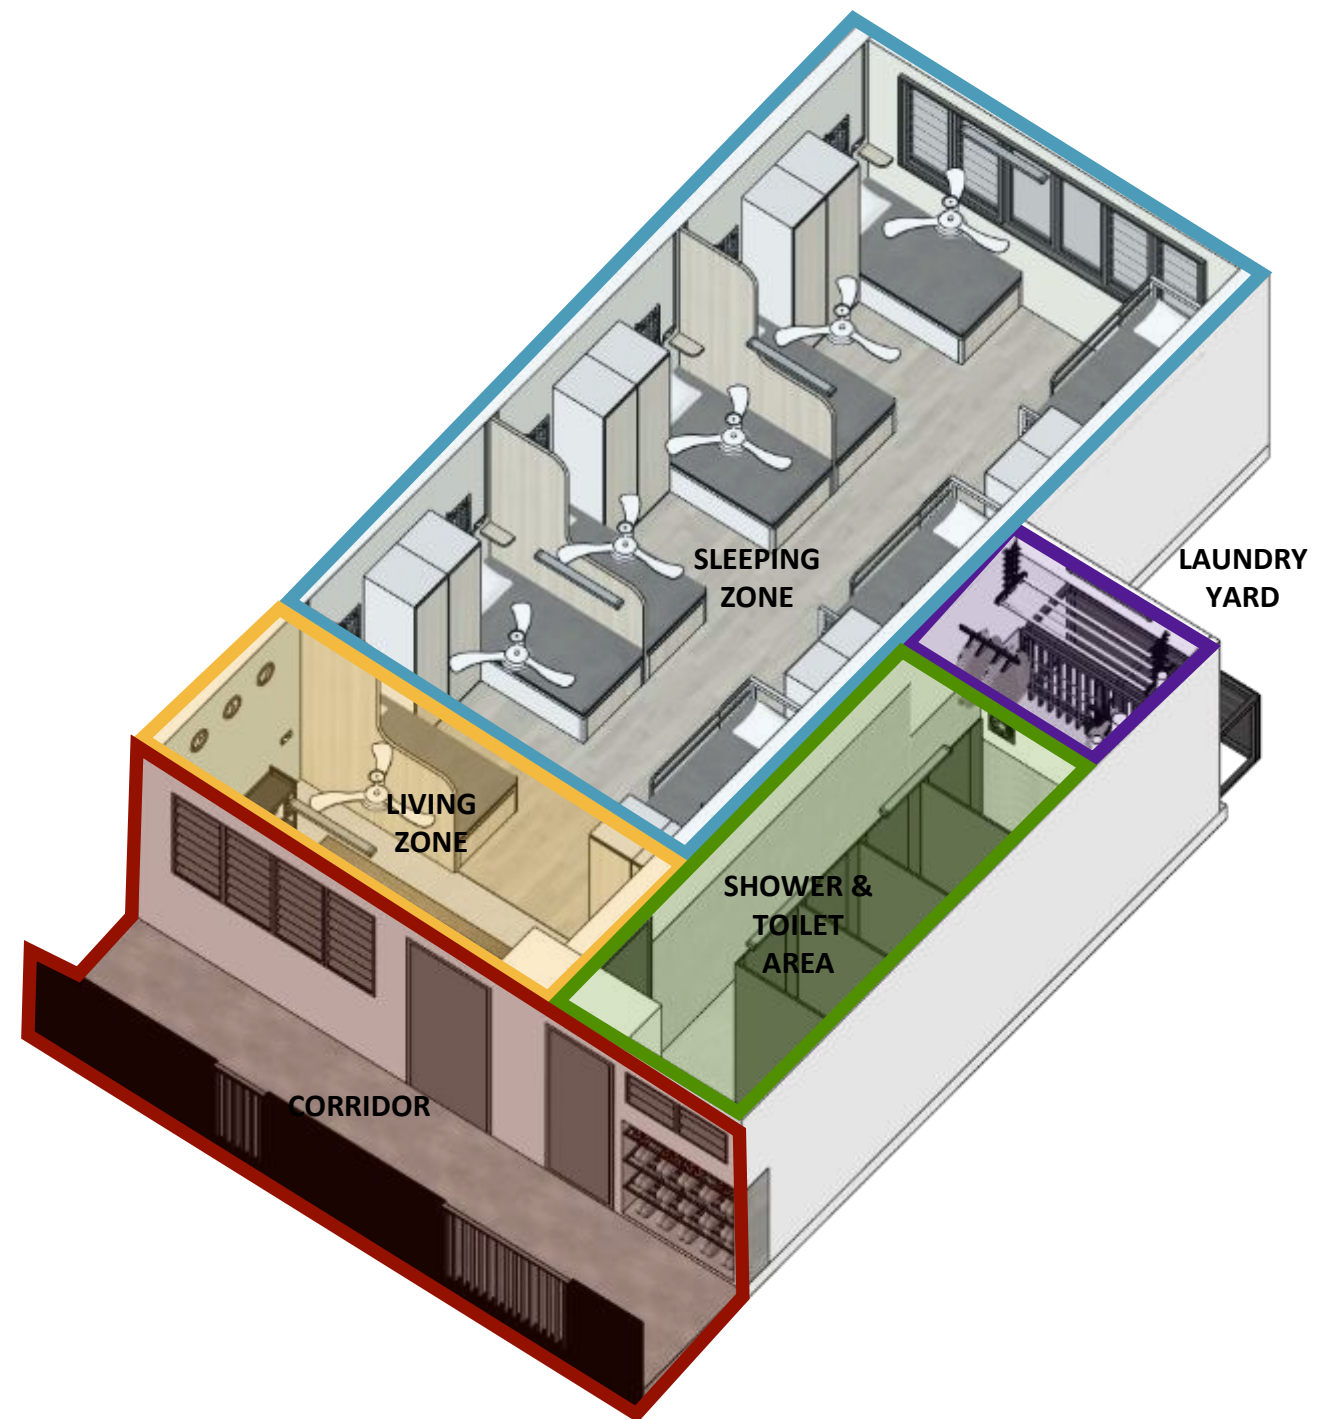 SLEEPING
ZONE
LAUNDRY
YARD
LIVING
ZONE
SHOWER &
TOILET
AREA
CORRIDOR